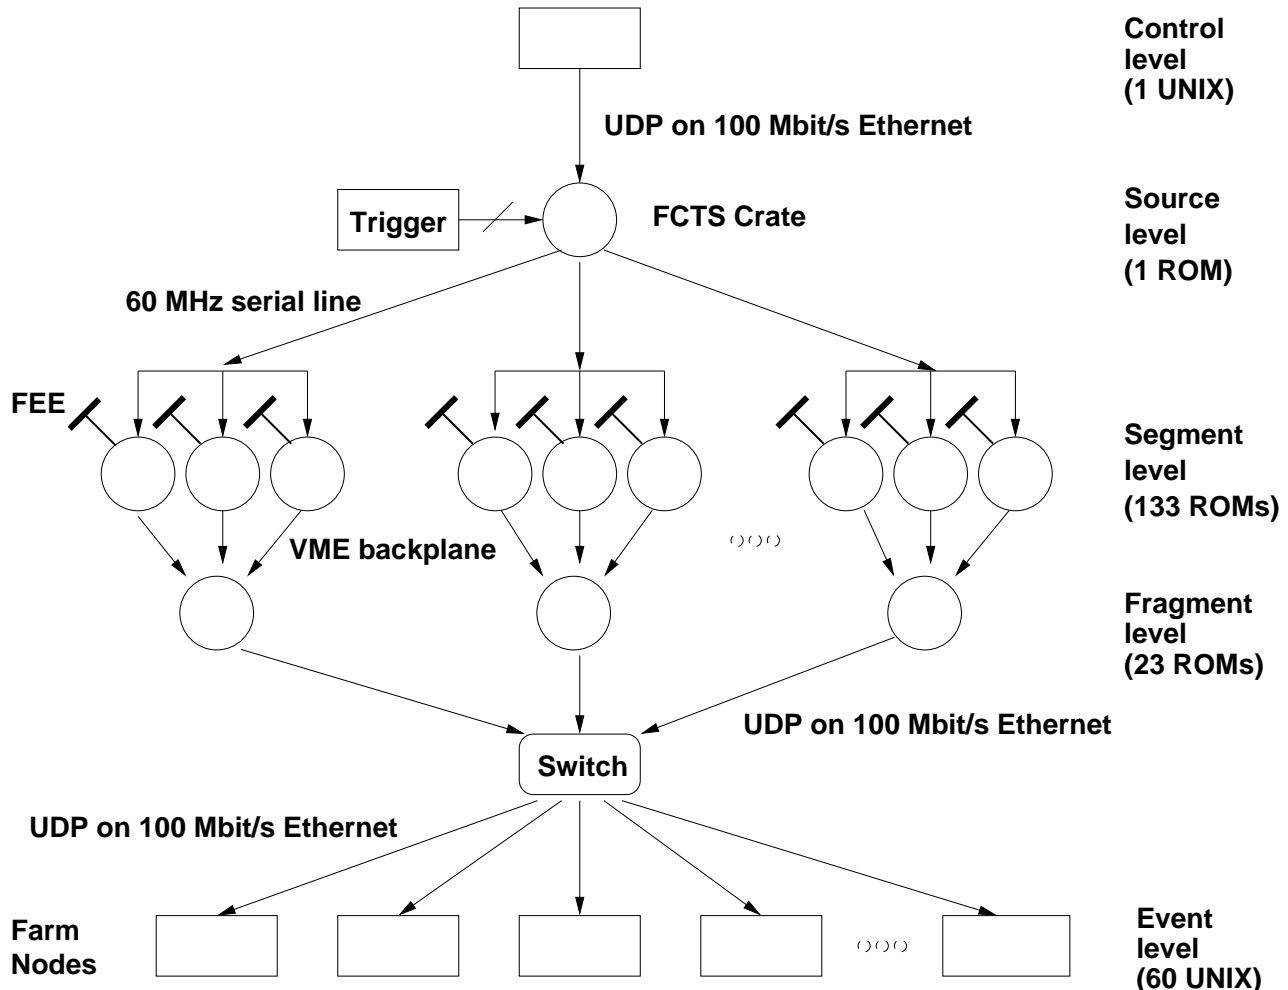 Control
level
(1 UNIX)
UDP on 100 Mbit/s Ethernet
Trigger
FCTS Crate
Source
level
(1 ROM)
60 MHz serial line
FEE
Segment
level
(133 ROMs)
VME backplane
Fragment
level
(23 ROMs)
UDP on 100 Mbit/s Ethernet
Switch
UDP on 100 Mbit/s Ethernet
Farm
Nodes
Event
level
(60 UNIX)